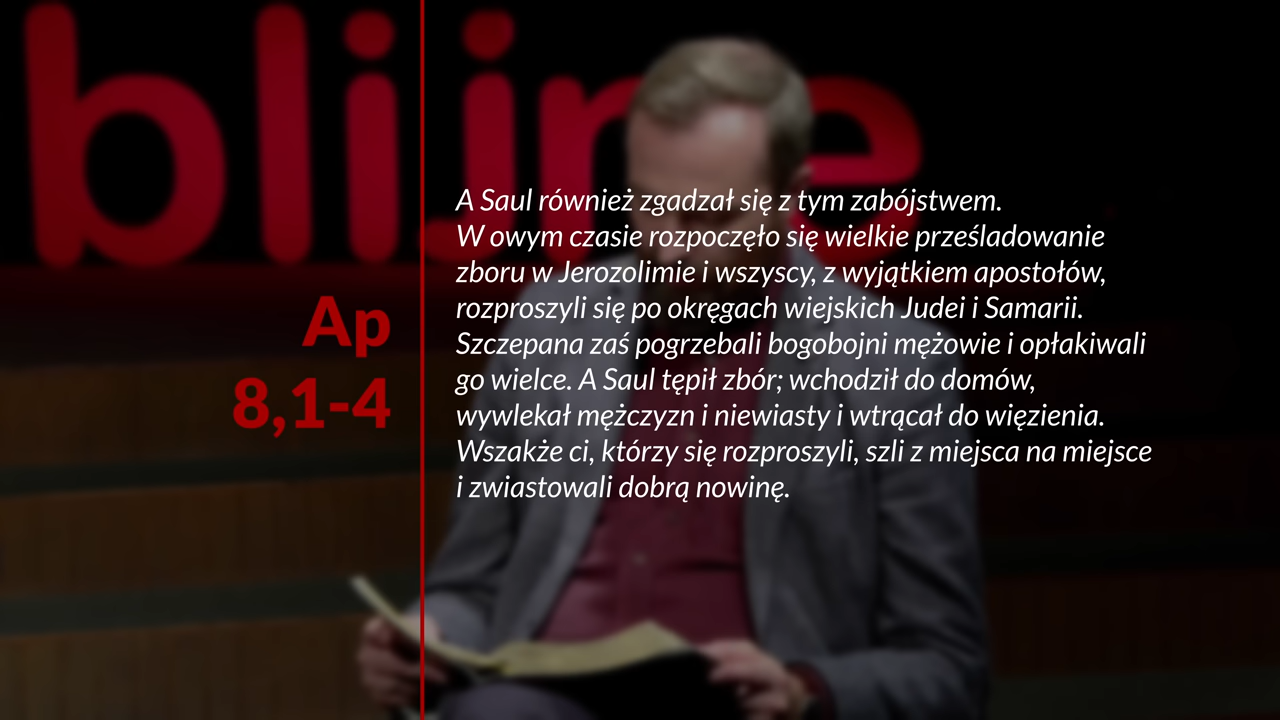 blijne
Ap
8,1-4
A Saul również zgadzał się z tym zabójstwem.
W owym czasie rozpoczęło się wielkie prześladowanie
zboru w Jerozolimie i wszyscy, z wyjątkiem apostołów,
rozproszyli się po okręgach wiejskich Judei i Samarii.
Szczepana zaś pogrzebali bogobojni mężowie i opłakiwali
go wielce. A Saul tępił zbór; wchodził do domów,
wywlekał mężczyzn i niewiasty i wtrącał do więzienia.
Wszakże ci, którzy się rozproszyli, szli z miejsca na miejsce
i zwiastowali dobrą nowinę.